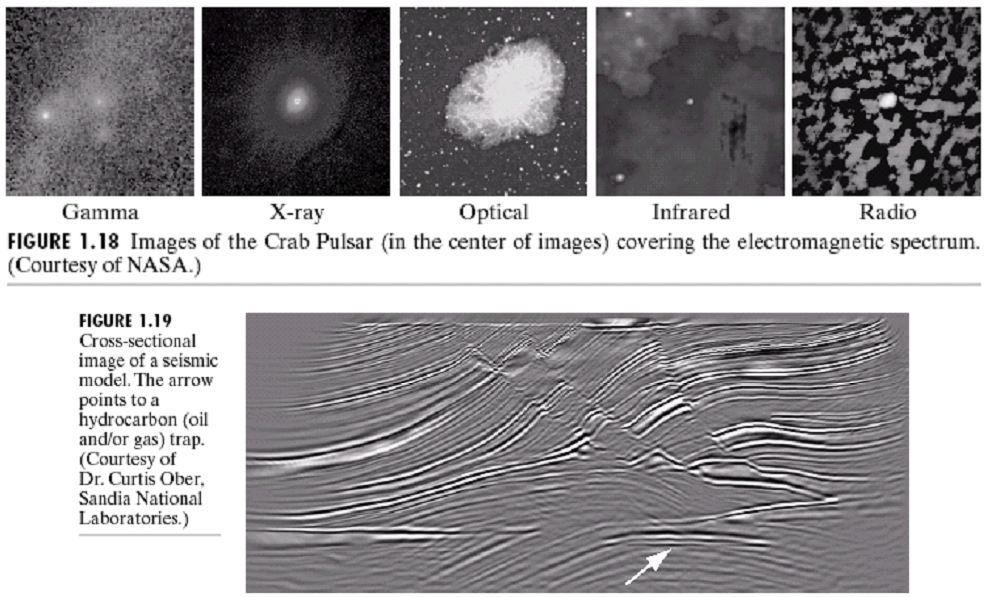 Gamma X-ray Optical Infrared Radio
FIGURE 1.18 Images of the Crab Pulsar (in the center of images) covering the electromagnetic spectrum.
(Courtesy of NASA.)
FIGURE 1.19
Cross-sectional
image of a seismic
model. The arrow
points to a
hydrocarbon (oil
and/or gas) trap.
(Courtesy of
Dr. Curtis Ober,
Sandia National
Laboratories.)